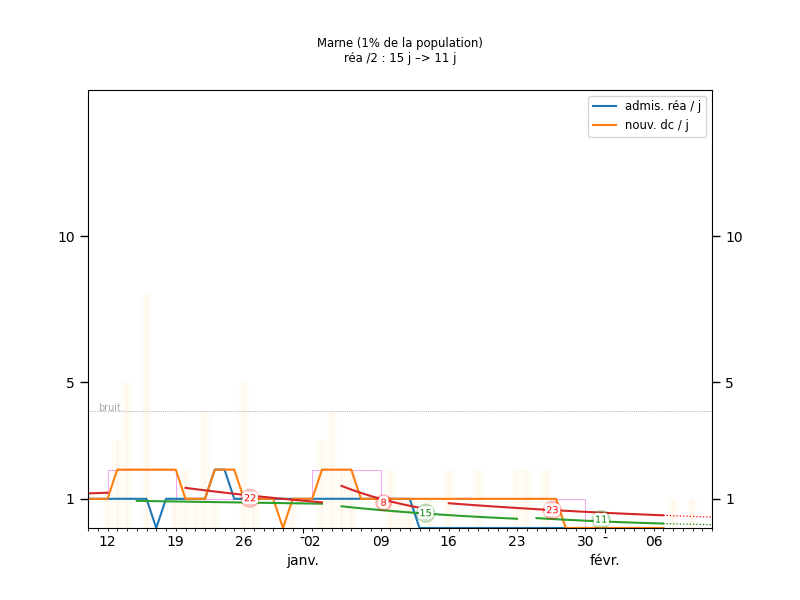 Marne (1% de la population)
réa /2 : 15 j –> 11 j
admis. réa / j
nouv. dc / j
10 10
5 5
bruit
1 22 8 15 23 11 1
12 19 26 02 09 16 23 30 06
janv. févr.